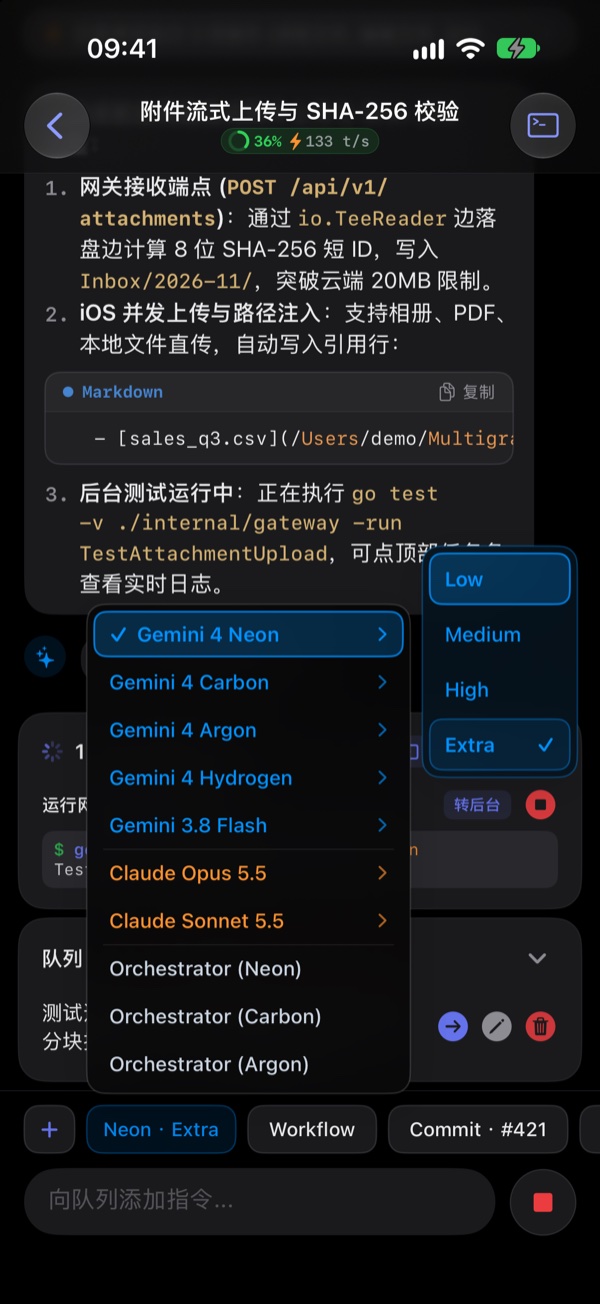 09:41
附件流式上传与 SHA-256 校验
36% 133 t/s
1. 网关接收端点 (POST /api/v1/
attachments)：通过 io.TeeReader 边落
盘边计算 8 位 SHA-256 短 ID，写入
Inbox/2026-11/，突破云端 20MB 限制。
2. iOS 并发上传与路径注入：支持相册、PDF、
本地文件直传，自动写入引用行：
Markdown 复制
- [sales_q3.csv](/Users/demo/Multigra
3. 后台测试运行中：正在执行 go test
-v ./internal/gateway -run
TestAttachmentUpload，可点顶部
查看实时日志。
Low
Medium
High
Extra
Gemini 4 Neon
Gemini 4 Carbon
Gemini 4 Argon
Gemini 4 Hydrogen
Gemini 3.8 Flash
Claude Opus 5.5
Claude Sonnet 5.5
Orchestrator (Neon)
Orchestrator (Carbon)
Orchestrator (Argon)
1
运行网
转后台
$ go
n
Tes
队列
测试
分块
Neon · Extra
Workflow
Commit · #421
向队列添加指令...